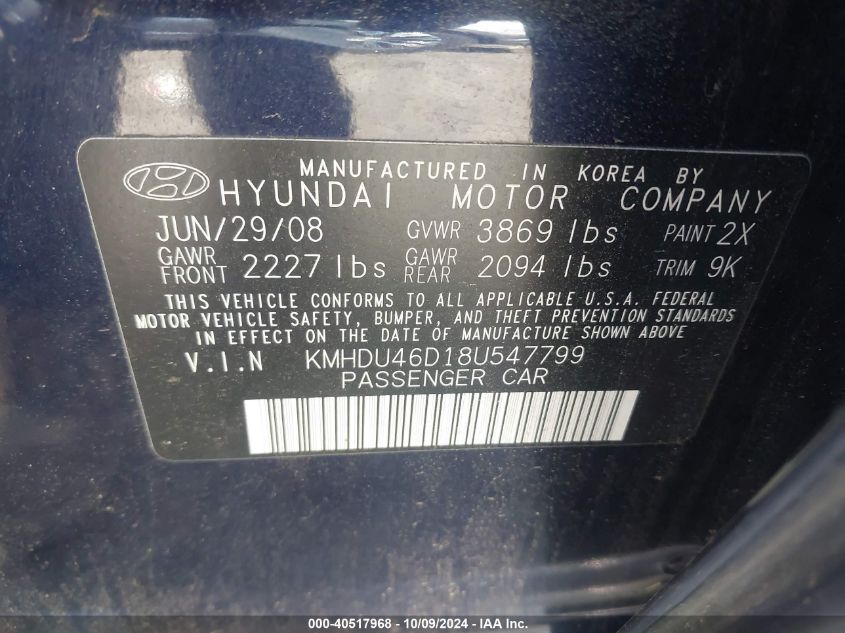 MANUFACTURED IN KOREA BY
HYUNDAI MOTOR COMPANY
JUN/29/08 GVWR 3869 lbs PAINT 2X
GAWR FRONT 2227 lbs GAWR REAR 2094 lbs TRIM 9K
THIS VEHICLE CONFORMS TO ALL APPLICABLE U.S.A. FEDERAL
MOTOR VEHICLE SAFETY, BUMPER, AND THEFT PREVENTION STANDARDS
IN EFFECT ON THE DATE OF MANUFACTURE SHOWN ABOVE
V.I.N KMHDU46D18U547799
PASSENGER CAR
000-40517968 | 10/09/2024 - IAA Inc.